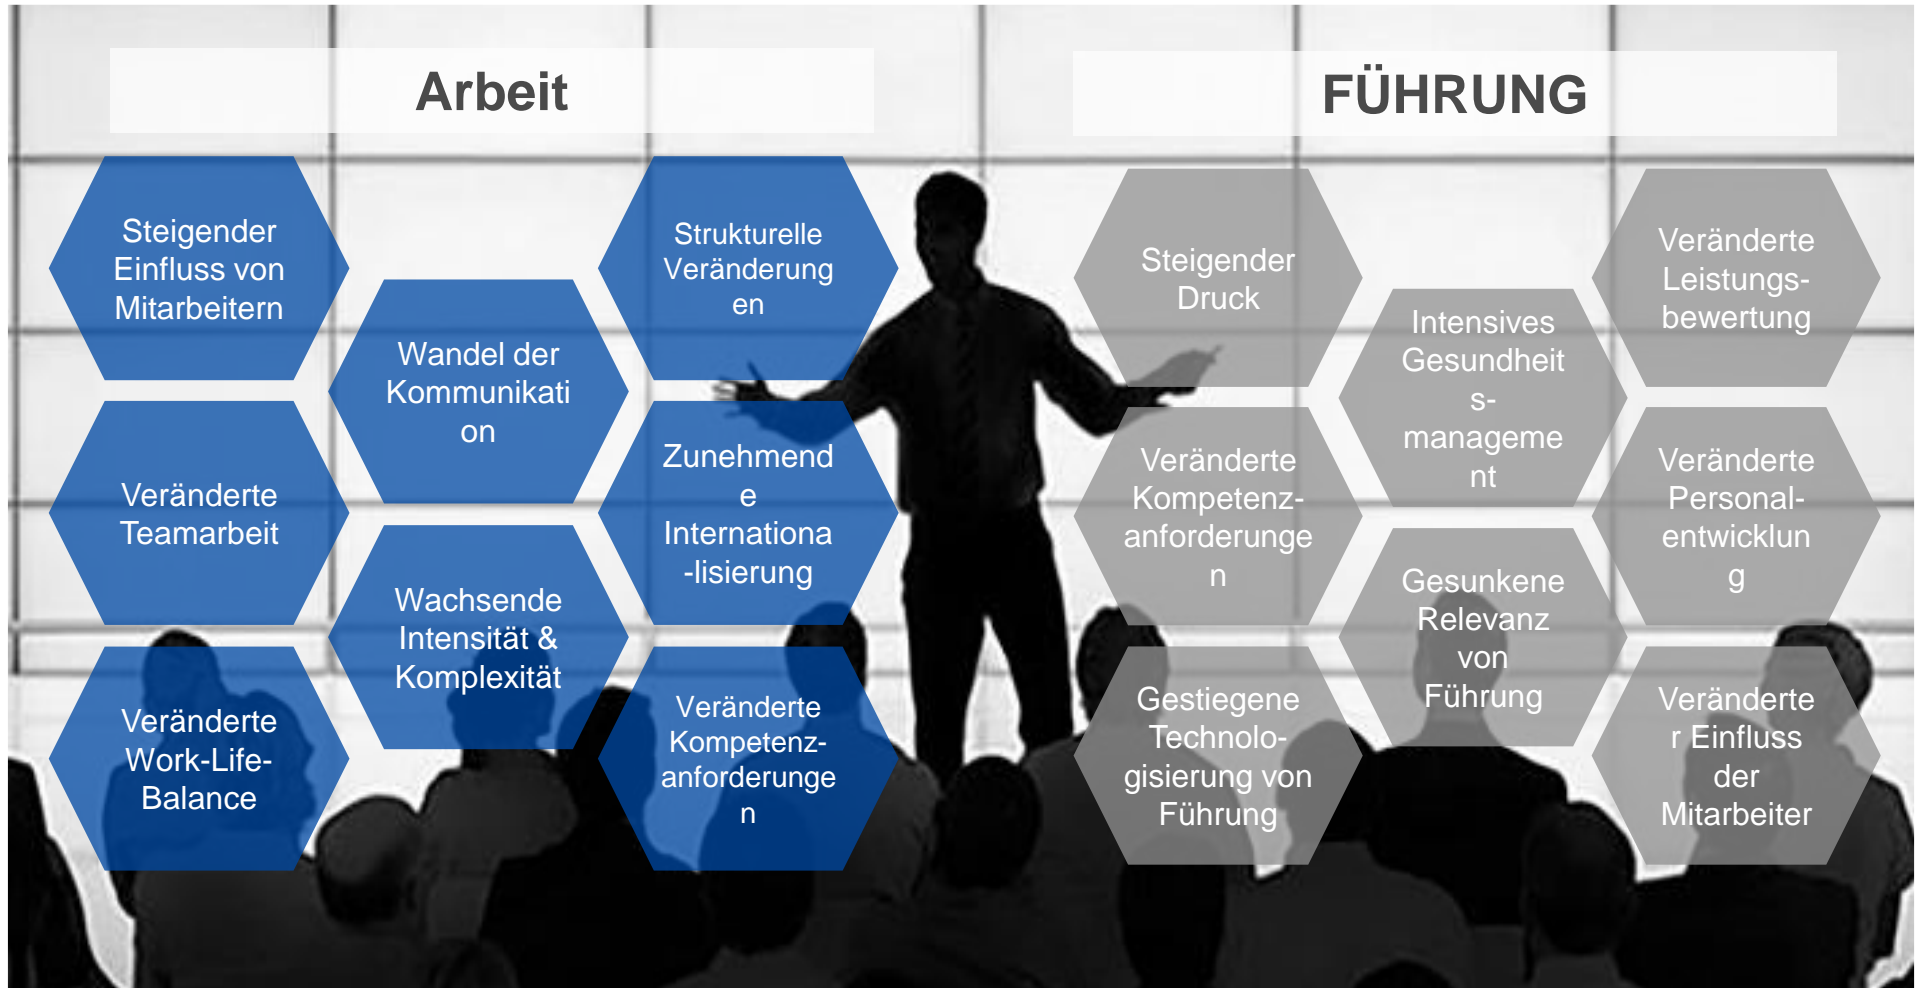 Arbeit
Steigender
Einfluss von
Mitarbeitern
Wandel der
Kommunikati
on
Strukturelle
Veränderung
en
Veränderte
Teamarbeit
Wachsende
Intensität &
Komplexität
Zunehmend
e
Internationa
-lisierung
Veränderte
Work-Life-
Balance
Veränderte
Kompetenz-
anforderunge
n
FÜHRUNG
Steigender
Druck
Intensives
Gesundheit
s-
manageme
nt
Veränderte
Leistungs-
bewertung
Veränderte
Kompetenz-
anforderunge
n
Gesunkene
Relevanz
von
Führung
Veränderte
Personal-
entwicklun
g
Gestiegene
Technolo-
gisierung von
Führung
Veränderte
r Einfluss
der
Mitarbeiter